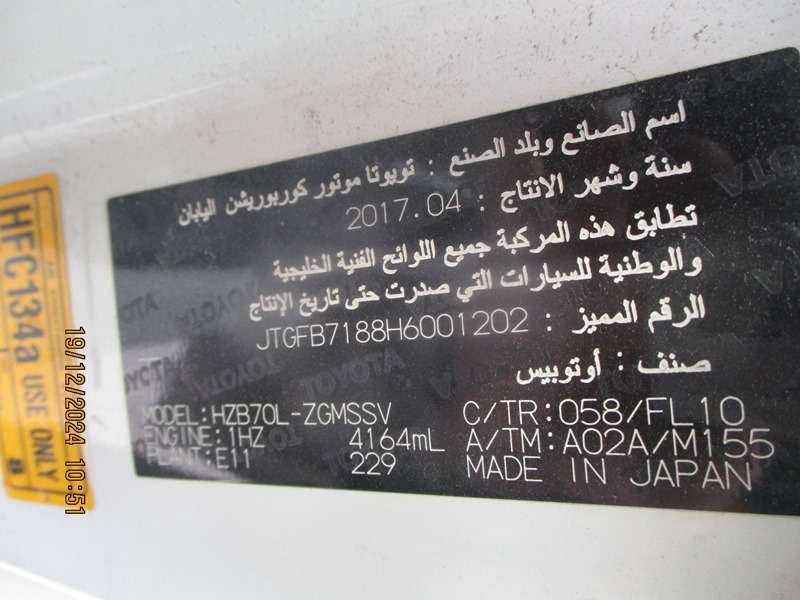 اسم الصانع وبلد الصنع : تويوتا موتور كوربوريشن اليابان
سنة وشهر الانتاج : 2017.04
تطابق هذه المركبة جميع اللوائح الفنية الخليجية
والوطنية للسيارات التي صدرت حتى تاريخ الإنتاج
الرقم المميز : JTGFB7188H6001202
صنف : أوتوبيس
MODEL:HZB70L-ZGMSSV C/TR:058/FL10
ENGINE:1HZ 4164mL A/TM:A02A/M155
PLANT:E11 229 MADE IN JAPAN
HFC134a USE ONLY
19/12/2024 10:51